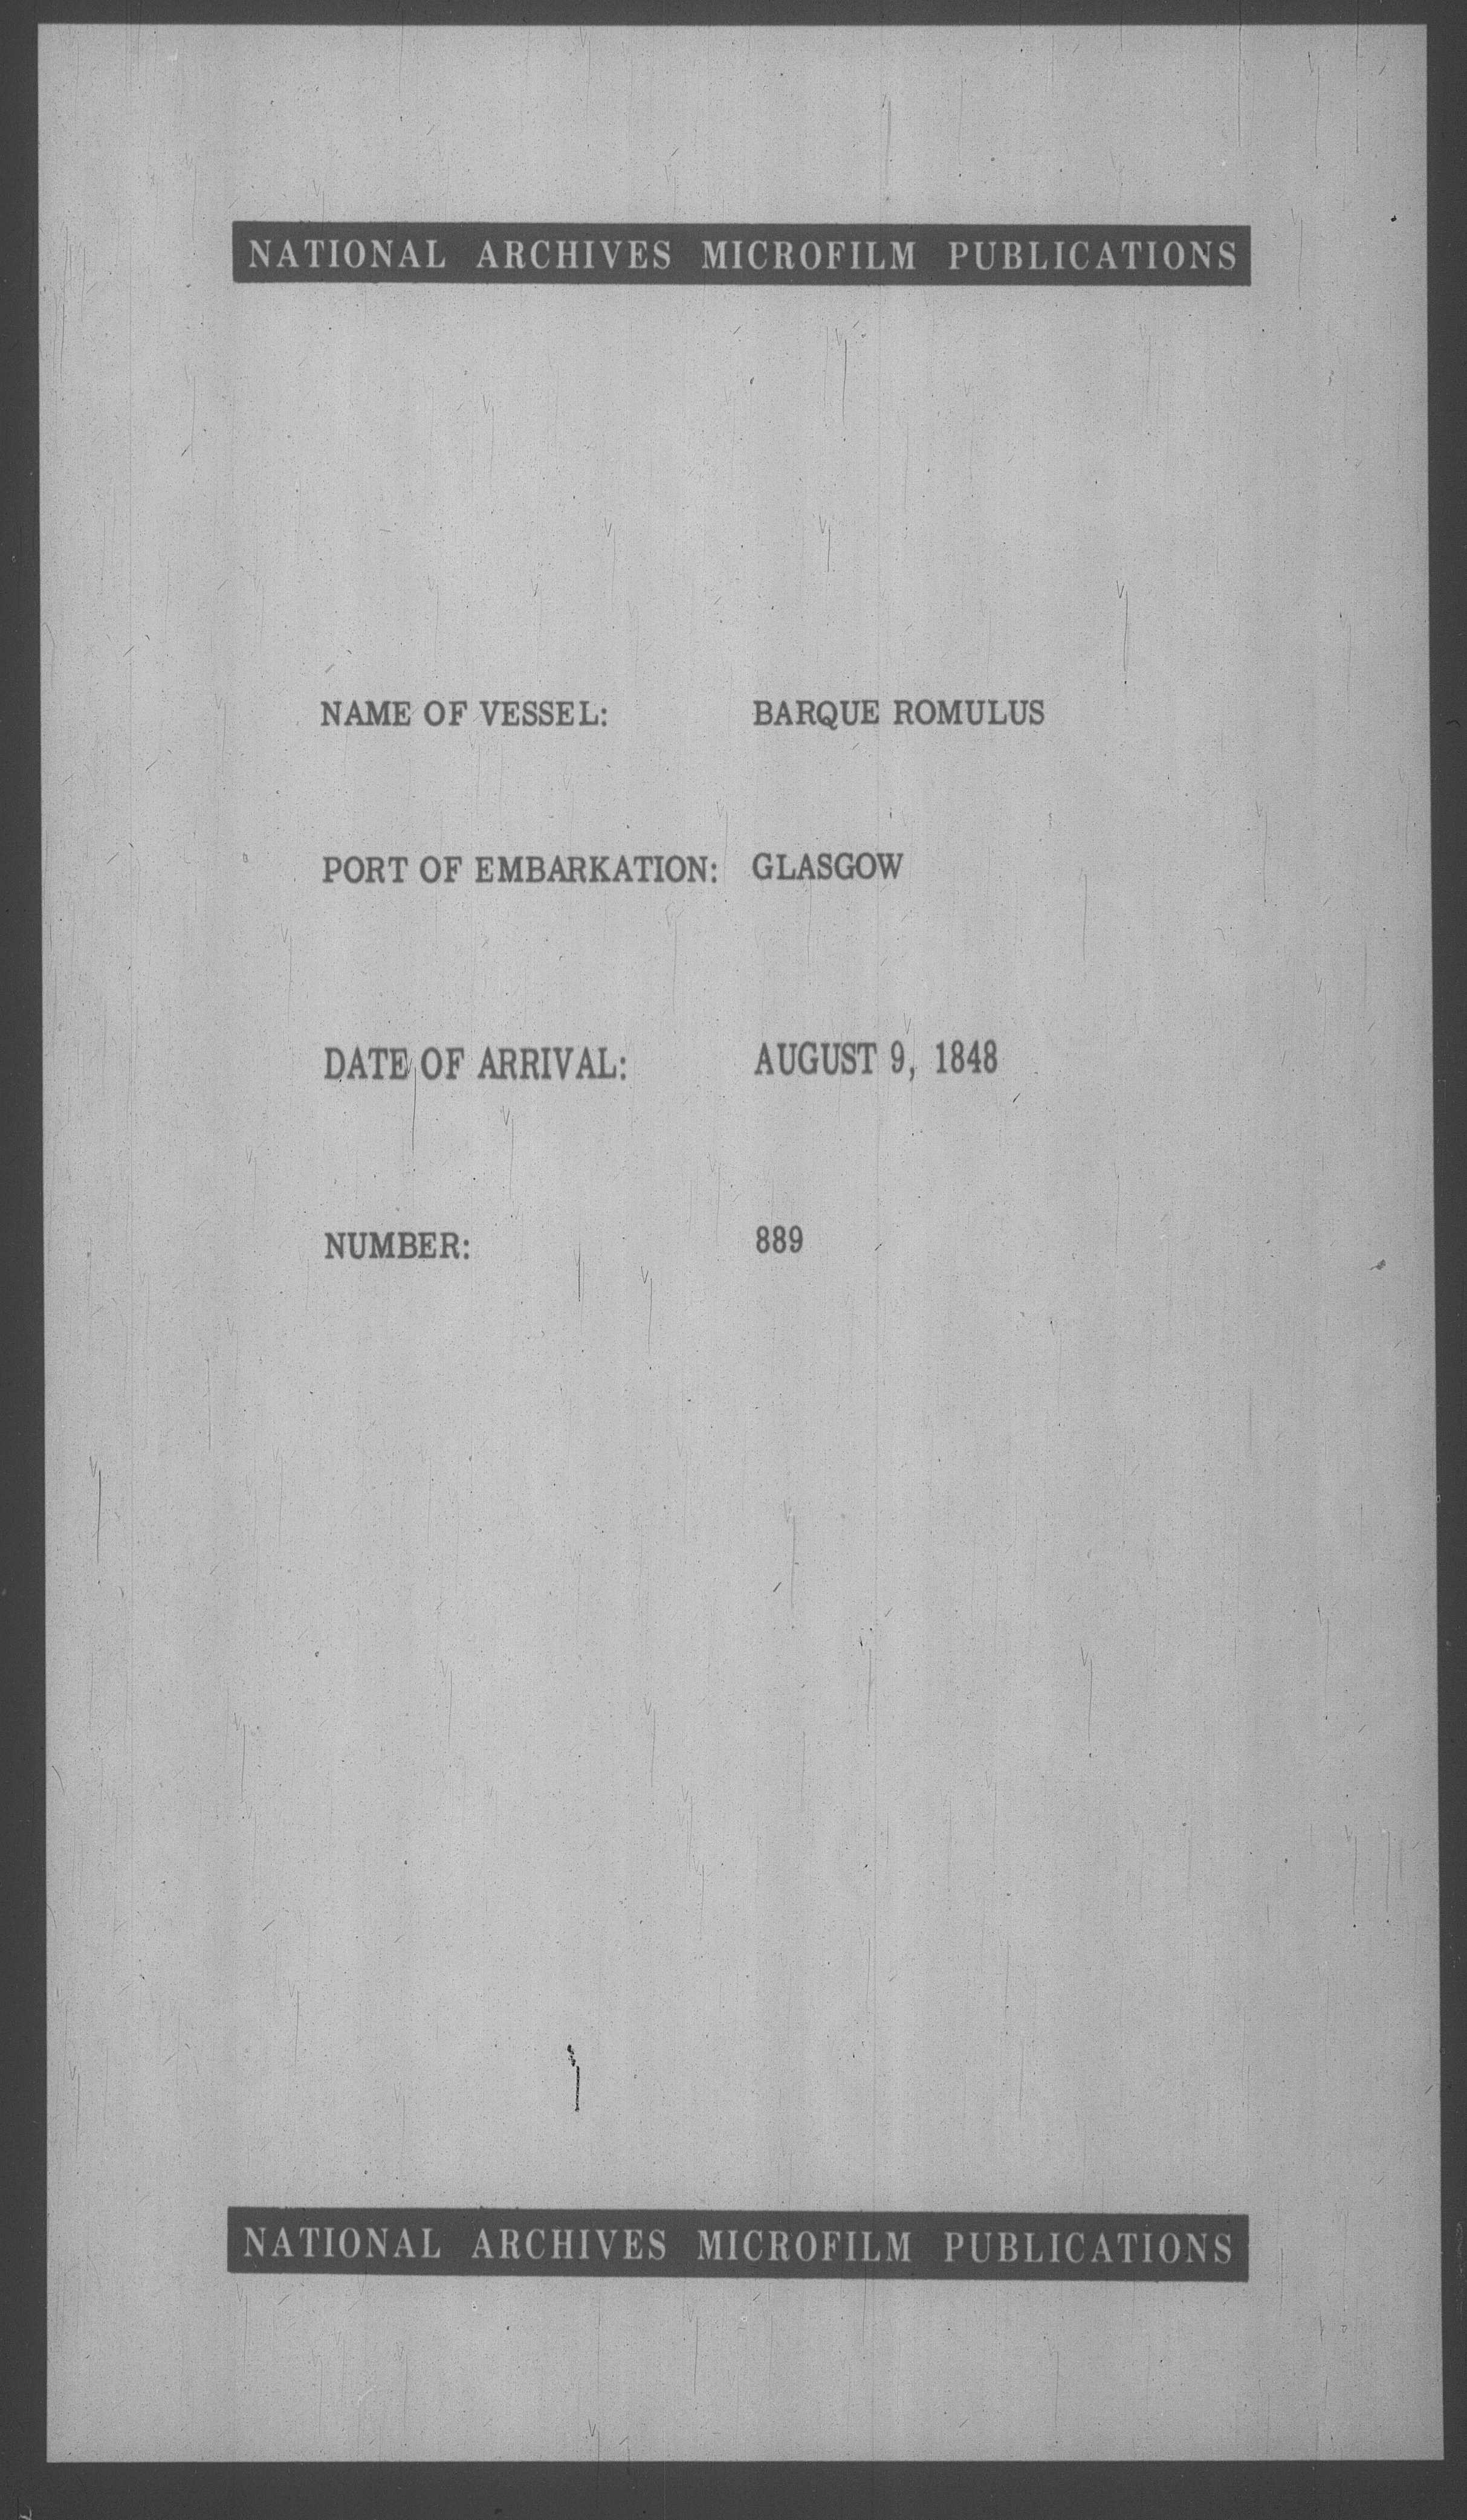 NATIONAL ARCHIVES MICROFILM PUBLICATIONS
NAME OF VESSEL: BARQUE ROMULUS
PORT OF EMBARKATION: GLASGOW
DATE OF ARRIVAL: AUGUST 9, 1848
NUMBER: 889
NATIONAL ARCHIVES MICROFILM PUBLICATIONS